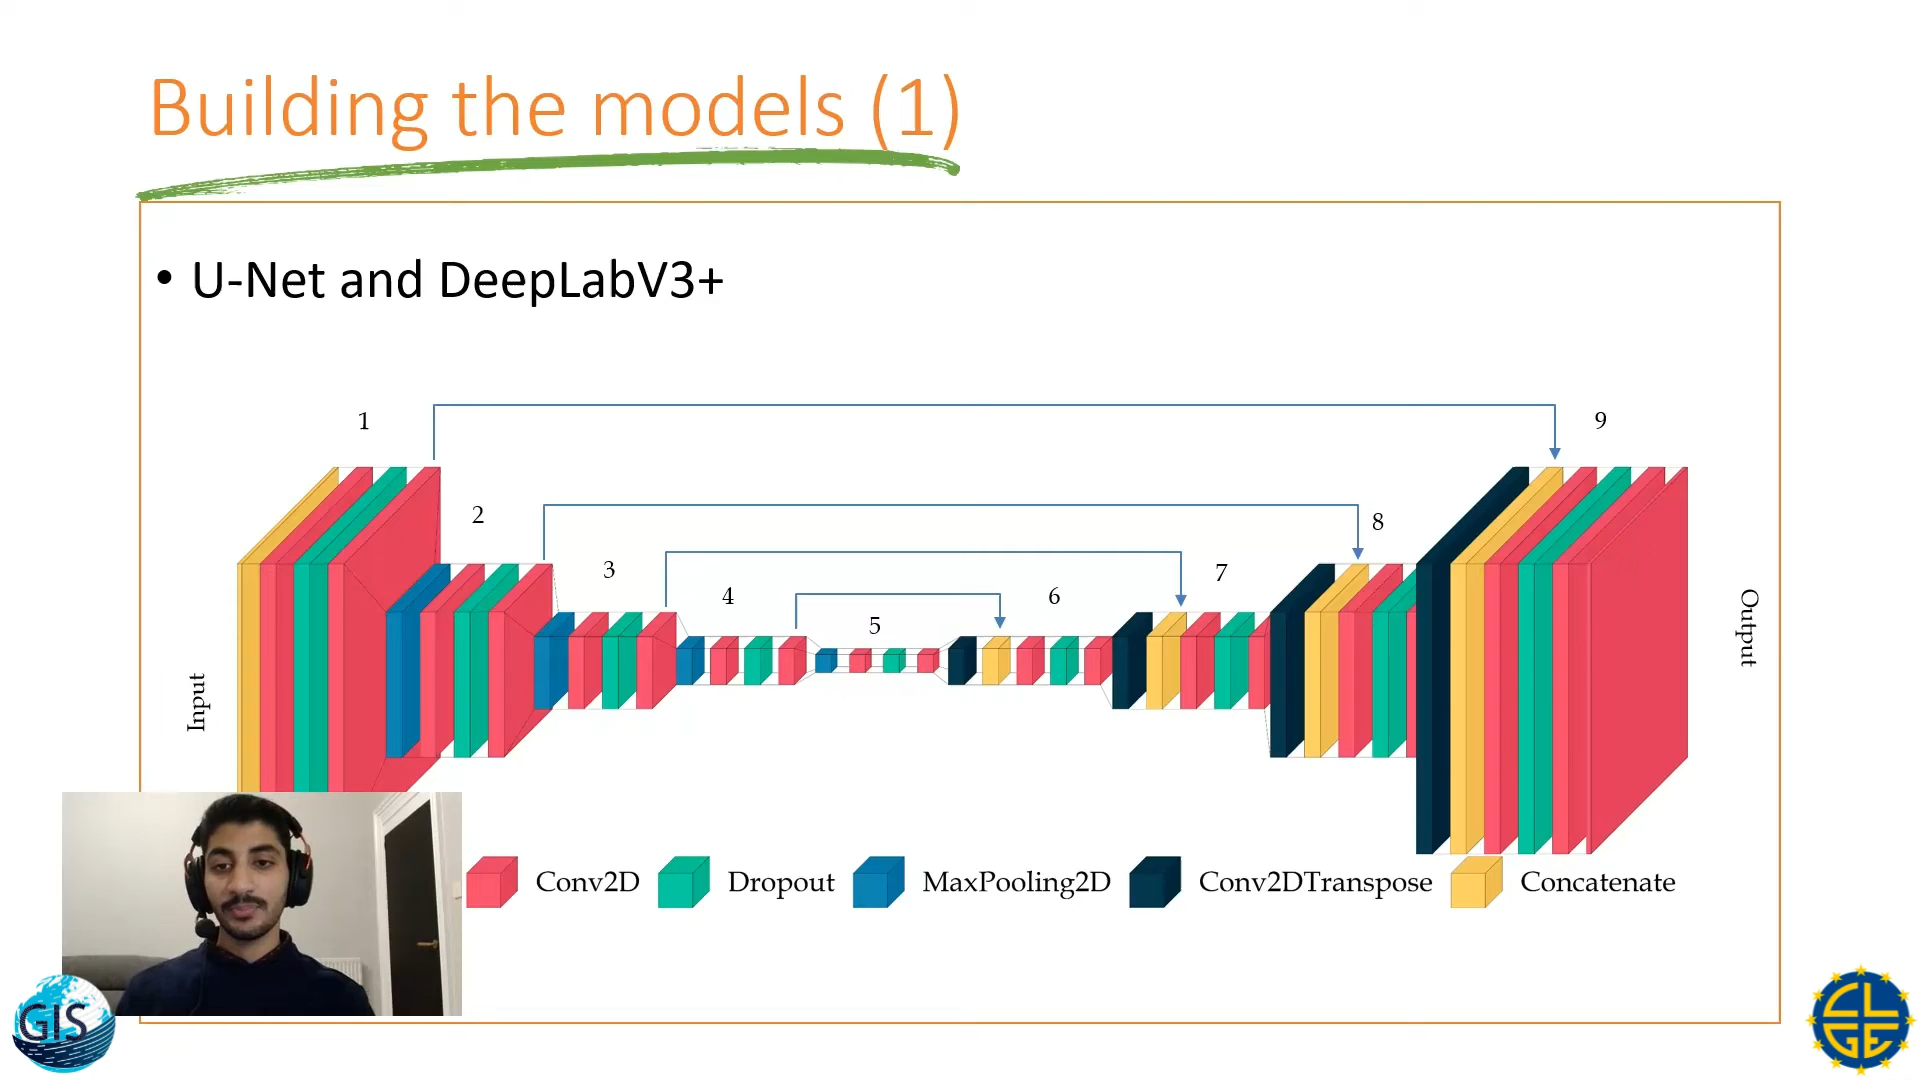 Building the models (1)
• U-Net and DeepLabV3+
1
9
2
8
3
7
4
6
5
Input
Output
Conv2D
Dropout
MaxPooling2D
Conv2DTranspose
Concatenate
GIS
CLGE